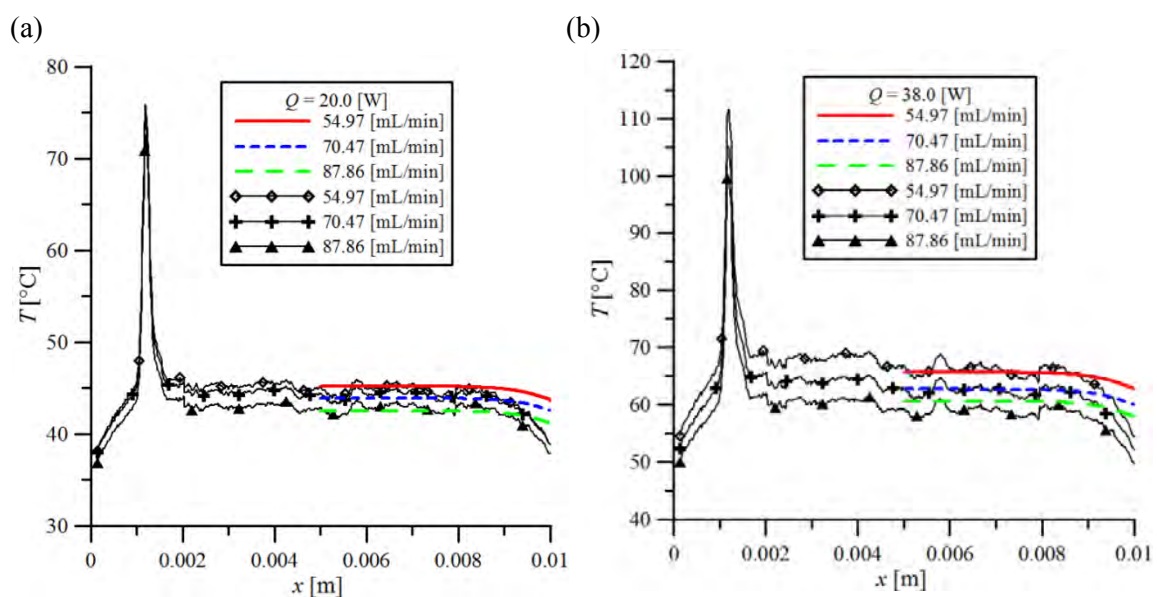 (a)
(b)
80
70
60
50
40
30
T [°C]
Q = 20.0 [W]
54.97 [mL/min]
70.47 [mL/min]
87.86 [mL/min]
54.97 [mL/min]
70.47 [mL/min]
87.86 [mL/min]
0 0.002 0.004 0.006 0.008 0.01
x [m]
120
110
100
90
80
70
60
50
40
T [°C]
Q = 38.0 [W]
54.97 [mL/min]
70.47 [mL/min]
87.86 [mL/min]
54.97 [mL/min]
70.47 [mL/min]
87.86 [mL/min]
0 0.002 0.004 0.006 0.008 0.01
x [m]